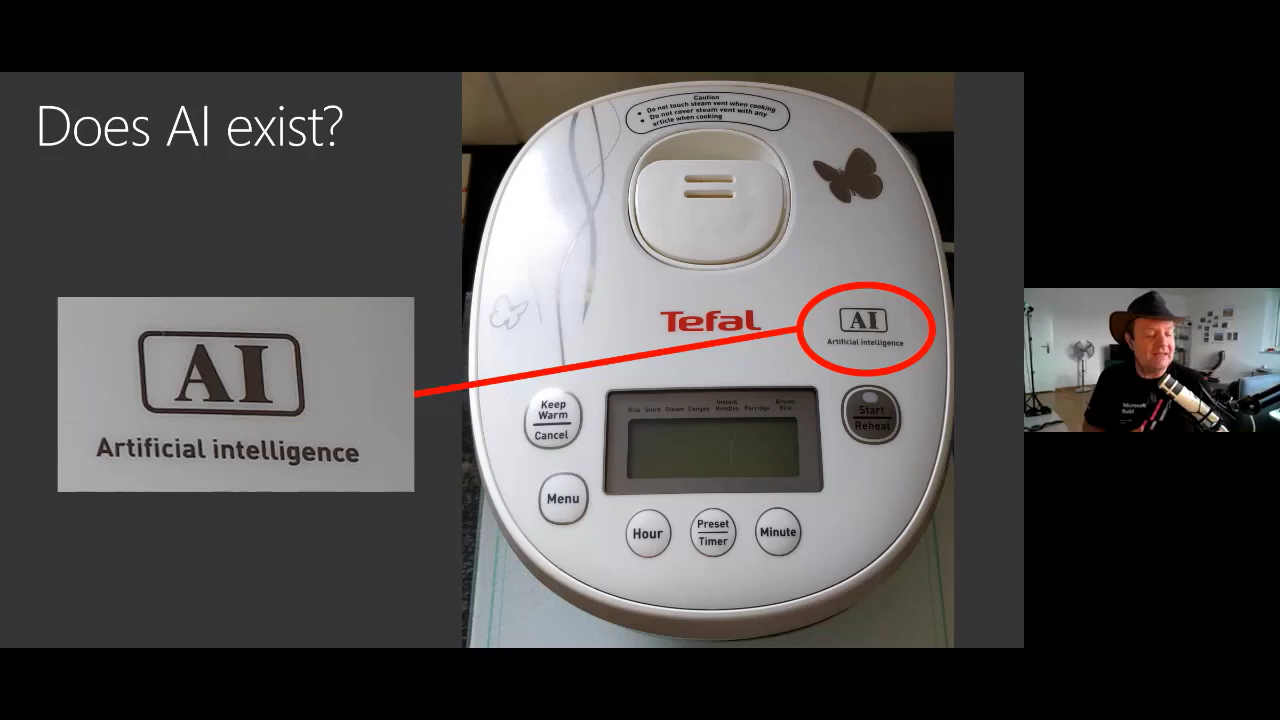 Does AI exist?
Caution
• Do not touch steam vent when cooking
• Do not cover steam vent with any
article when cooking
Tefal
AI
Artificial intelligence
AI
Artificial intelligence
Keep
Warm
Cancel
Rice Quick Steam Congee Instant Noodles Porridge Brown Rice
Start
Reheat
Menu
Hour
Preset
Timer
Minute
Microsoft
Build